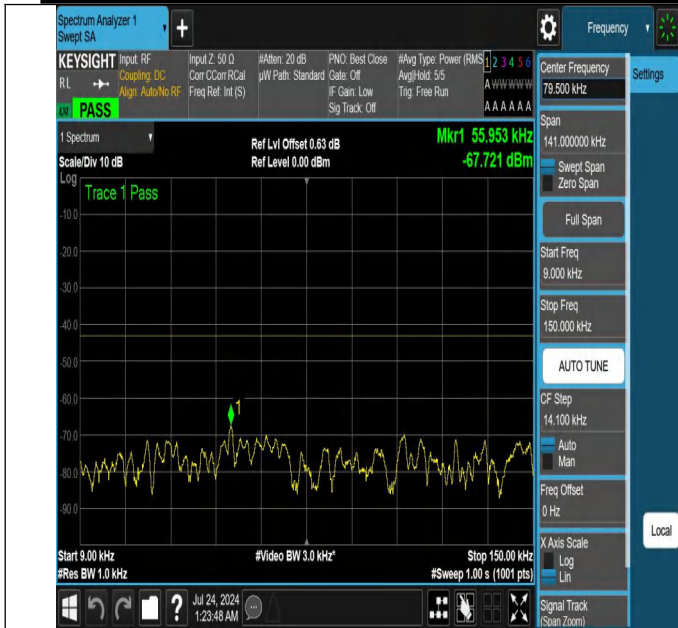 Spectrum Analyzer 1
Swept SA
+
Frequency
KEYSIGHT
RL
PASS
Input: RF
Coupling: DC
Align: Auto/No RF
Input Z: 50 Ω
Corr CCorr RCal
Freq Ref: Int (S)
#Atten: 20 dB
µW Path: Standard
PNO: Best Close
Gate: Off
IF Gain: Low
Sig Track: Off
#Avg Type: Power (RMS
Avg|Hold: 5/5
Trig: Free Run
1 2 3 4 5 6
A W W W W W
A A A A A A
Center Frequency
79.500 kHz
Settings
1 Spectrum
Scale/Div 10 dB
Ref Lvl Offset 0.63 dB
Ref Level 0.00 dBm
Mkr1 55.953 kHz
-67.721 dBm
Log
Trace 1 Pass
-10.0
-20.0
-30.0
-40.0
-50.0
-60.0
-70.0
-80.0
-90.0
1
Start 9.00 kHz
#Res BW 1.0 kHz
#Video BW 3.0 kHz*
Stop 150.00 kHz
#Sweep 1.00 s (1001 pts)
Span
141.000000 kHz
Swept Span
Zero Span
Full Span
Start Freq
9.000 kHz
Stop Freq
150.000 kHz
AUTO TUNE
CF Step
14.100 kHz
Auto
Man
Freq Offset
0 Hz
X Axis Scale
Log
Lin
Signal Track
(Span Zoom)
Local
?
Jul 24, 2024
1:23:48 AM